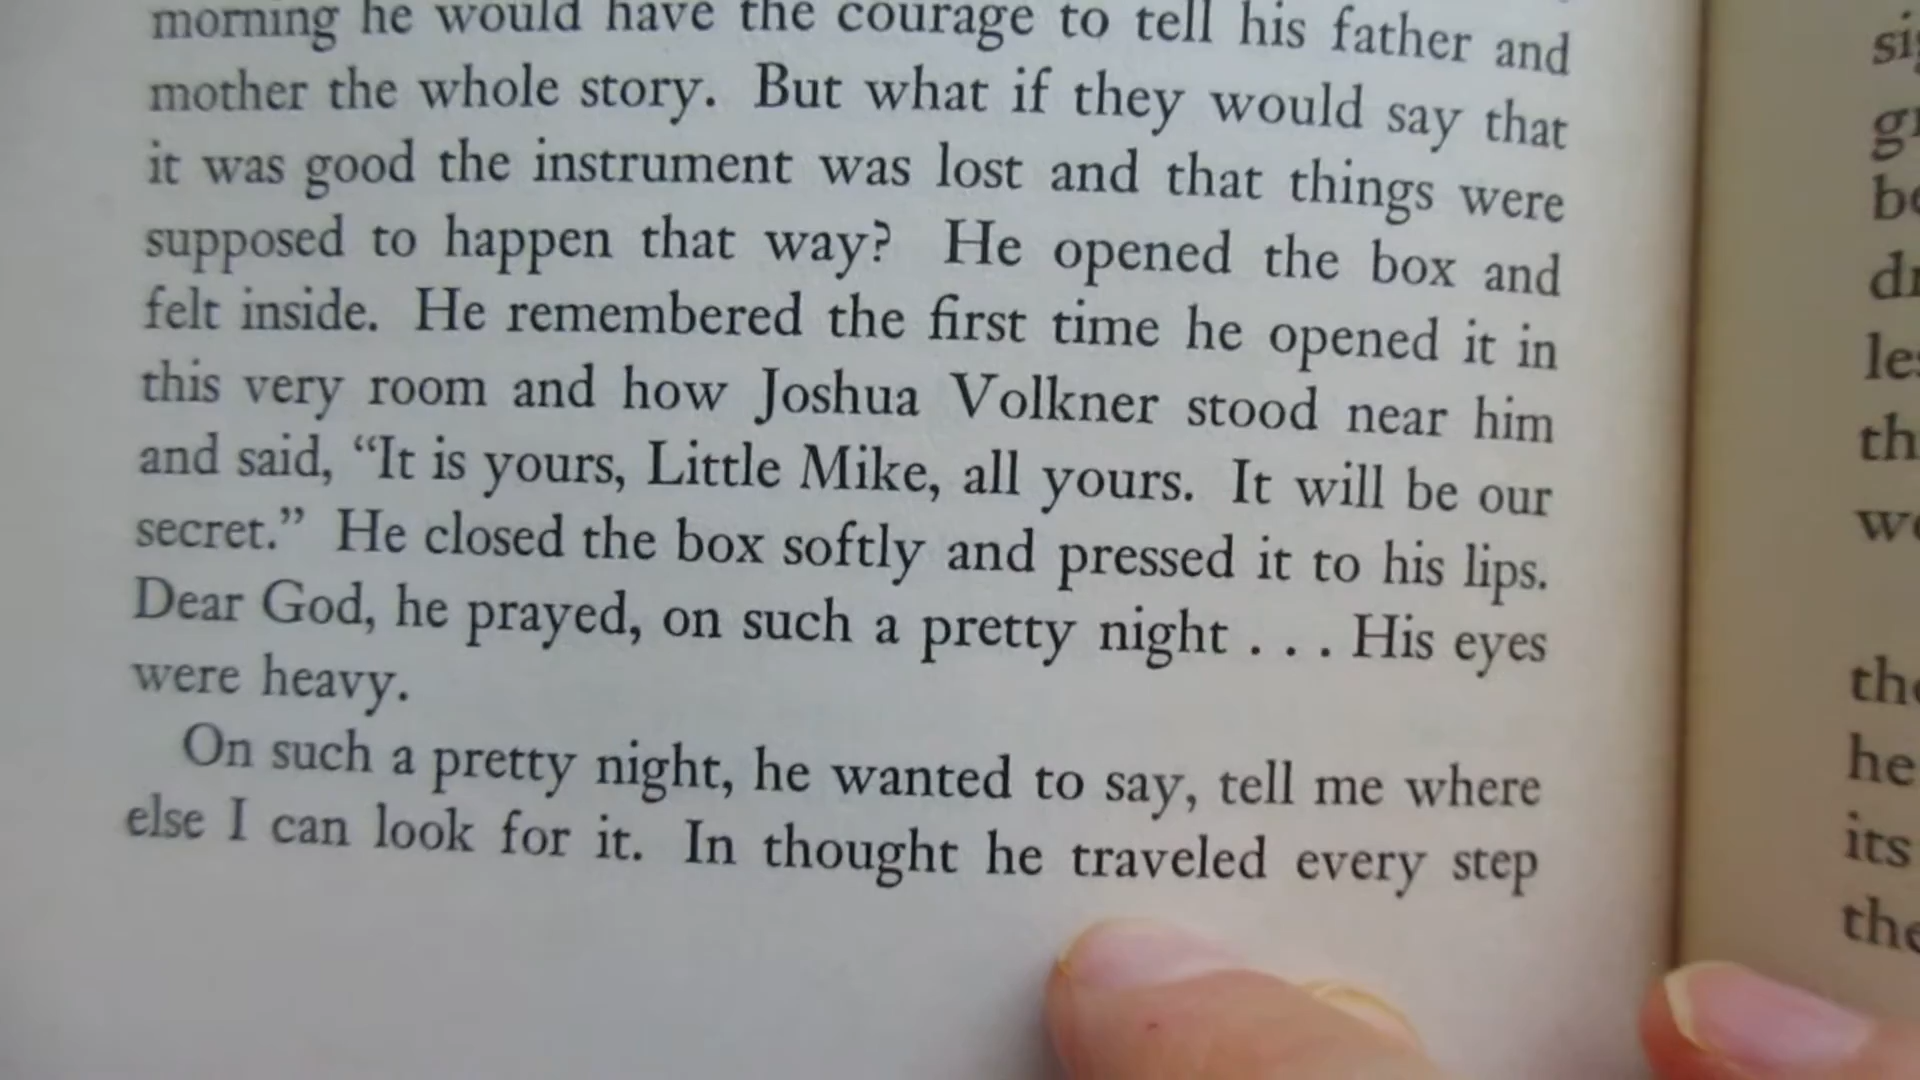 morning he would have the courage to tell his father and
mother the whole story. But what if they would say that
it was good the instrument was lost and that things were
supposed to happen that way? He opened the box and
felt inside. He remembered the first time he opened it in
this very room and how Joshua Volkner stood near him
and said, “It is yours, Little Mike, all yours. It will be our
secret.” He closed the box softly and pressed it to his lips.
Dear God, he prayed, on such a pretty night . . . His eyes
were heavy.
On such a pretty night, he wanted to say, tell me where
else I can look for it. In thought he traveled every step
he
its